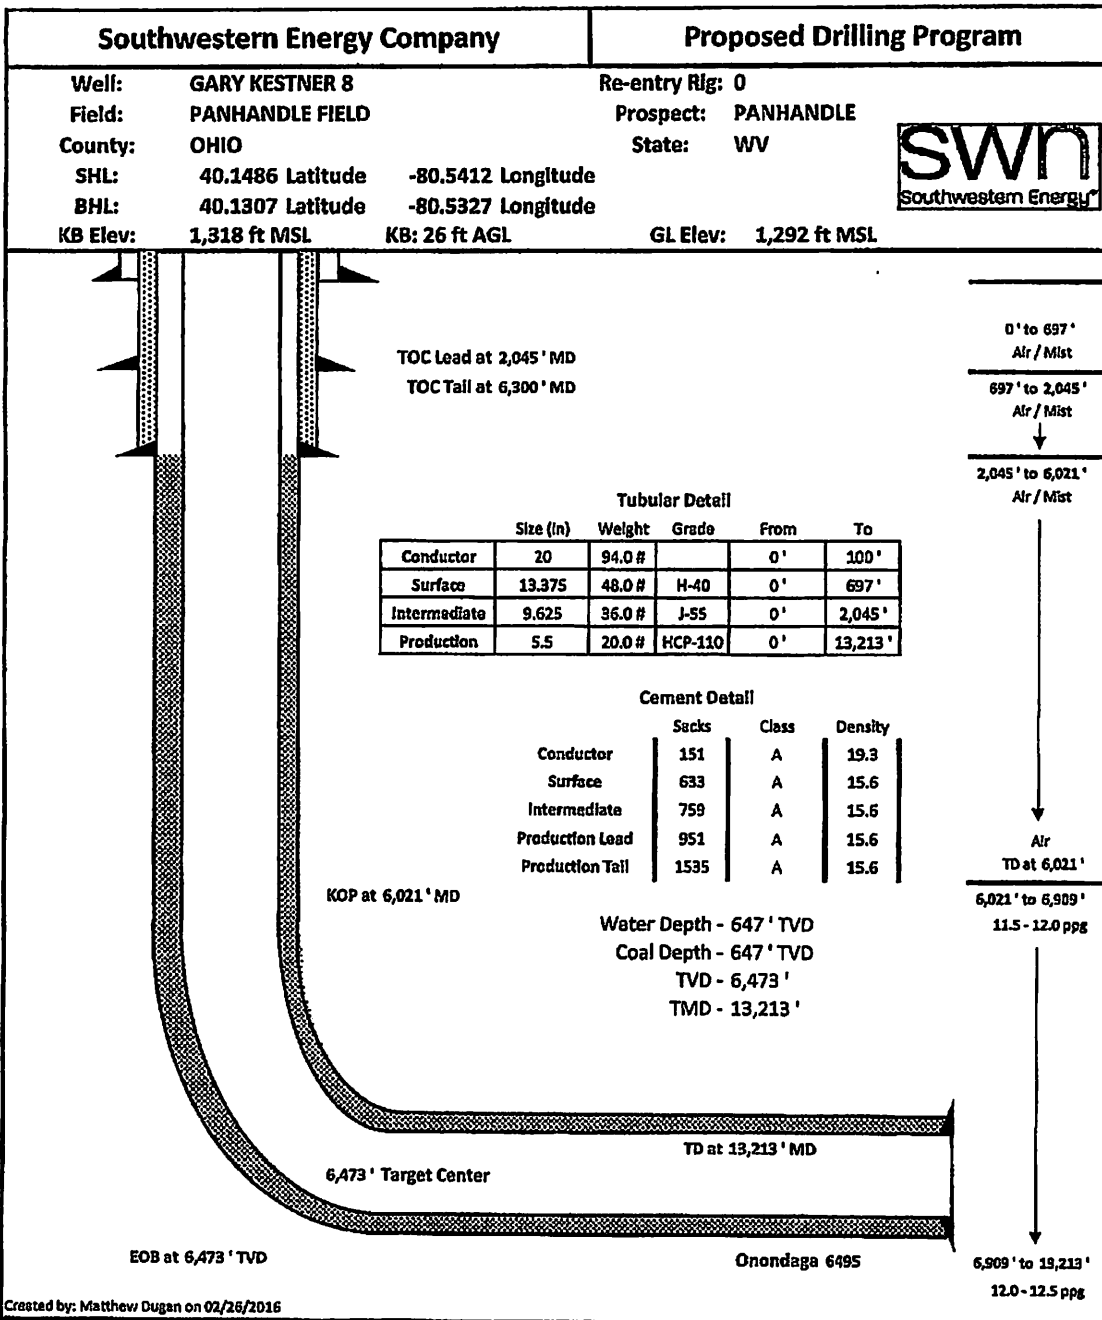 Southwestern Energy Company
Proposed Drilling Program
Well: GARY KESTNER 8 Re-entry Rig: 0
Field: PANHANDLE FIELD Prospect: PANHANDLE
County: OHIO State: WV
SHL: 40.1486 Latitude -80.5412 Longitude
BHL: 40.1307 Latitude -80.5327 Longitude
KB Elev: 1,318 ft MSL KB: 26 ft AGL GL Elev: 1,292 ft MSL
swn
Southwestern Energy
0' to 697'
Air / Mist
TOC Lead at 2,045' MD
TOC Tail at 6,300' MD
697' to 2,045'
Air / Mist
2,045' to 6,021'
Air / Mist
Tubular Detail
Size (in) Weight Grade From To
Conductor 20 94.0 # 0' 100'
Surface 13.375 48.0 # H-40 0' 697'
Intermediate 9.625 36.0 # J-55 0' 2,045'
Production 5.5 20.0 # HCP-110 0' 13,213'
Cement Detail
Sacks Class Density
Conductor 151 A 19.3
Surface 633 A 15.6
Intermediate 759 A 15.6
Production Lead 951 A 15.6
Production Tail 1535 A 15.6
Air
TD at 6,021'
KOP at 6,021' MD
6,021' to 6,909'
11.5 - 12.0 ppg
Water Depth - 647' TVD
Coal Depth - 647' TVD
TVD - 6,473'
TMD - 13,213'
TD at 13,213' MD
6,473' Target Center
EOB at 6,473' TVD
Onondaga 6495
6,909' to 13,213'
12.0 - 12.5 ppg
Created by: Matthew Dugan on 02/26/2016